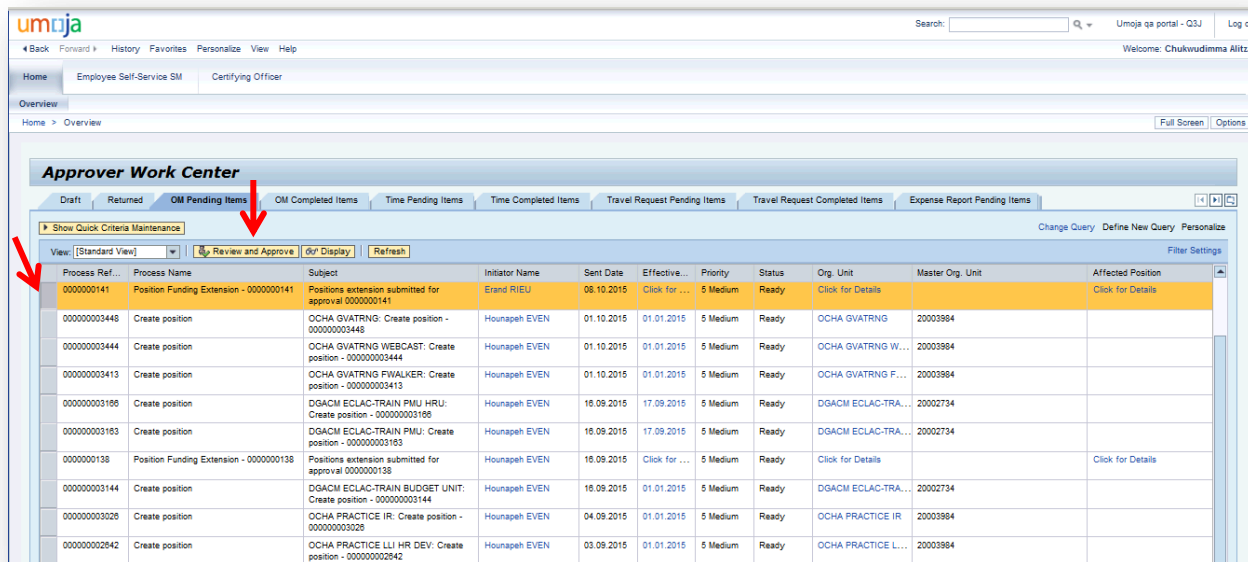 umoja Search: Umoja qa portal - Q3J Log o
Back Forward History Favorites Personalize View Help Welcome: Chukwudimma Alitz
Home Employee Self-Service SM Certifying Officer
Overview
Home > Overview Full Screen Options
Approver Work Center
Draft Returned OM Pending Items OM Completed Items Time Pending Items Time Completed Items Travel Request Pending Items Travel Request Completed Items Expense Report Pending Items
Show Quick Criteria Maintenance Change Query Define New Query Personalize
View: [Standard View] Review and Approve Display Refresh Filter Settings
Process Ref... Process Name Subject Initiator Name Sent Date Effective... Priority Status Org. Unit Master Org. Unit Affected Position
0000000141 Position Funding Extension - 0000000141 Positions extension submitted for Erand RIEU 08.10.2015 Click for ... 5 Medium Ready Click for Details Click for Details
approval 0000000141
000000003448 Create position OCHA GVATRNG: Create position - Hounapeh EVEN 01.10.2015 01.01.2015 5 Medium Ready OCHA GVATRNG 20003984
000000003448
000000003444 Create position OCHA GVATRNG WEBCAST: Create Hounapeh EVEN 01.10.2015 01.01.2015 5 Medium Ready OCHA GVATRNG W... 20003984
position - 000000003444
000000003413 Create position OCHA GVATRNG FWALKER: Create Hounapeh EVEN 01.10.2015 01.01.2015 5 Medium Ready OCHA GVATRNG F... 20003984
position - 000000003413
000000003166 Create position DGACM ECLAC-TRAIN PMU HRU: Hounapeh EVEN 16.09.2015 17.09.2015 5 Medium Ready DGACM ECLAC-TRA... 20002734
Create position - 000000003166
000000003163 Create position DGACM ECLAC-TRAIN PMU: Create Hounapeh EVEN 16.09.2015 17.09.2015 5 Medium Ready DGACM ECLAC-TRA... 20002734
position - 000000003163
0000000138 Position Funding Extension - 0000000138 Positions extension submitted for Hounapeh EVEN 16.09.2015 Click for ... 5 Medium Ready Click for Details Click for Details
approval 0000000138
000000003144 Create position DGACM ECLAC-TRAIN BUDGET UNIT: Hounapeh EVEN 16.09.2015 01.01.2015 5 Medium Ready DGACM ECLAC-TRA... 20002734
Create position - 000000003144
000000003026 Create position OCHA PRACTICE IR: Create position - Hounapeh EVEN 04.09.2015 01.01.2015 5 Medium Ready OCHA PRACTICE IR 20003984
000000003026
000000002642 Create position OCHA PRACTICE LLI HR DEV: Create Hounapeh EVEN 03.09.2015 01.01.2015 5 Medium Ready OCHA PRACTICE L... 20003984
position - 000000002642